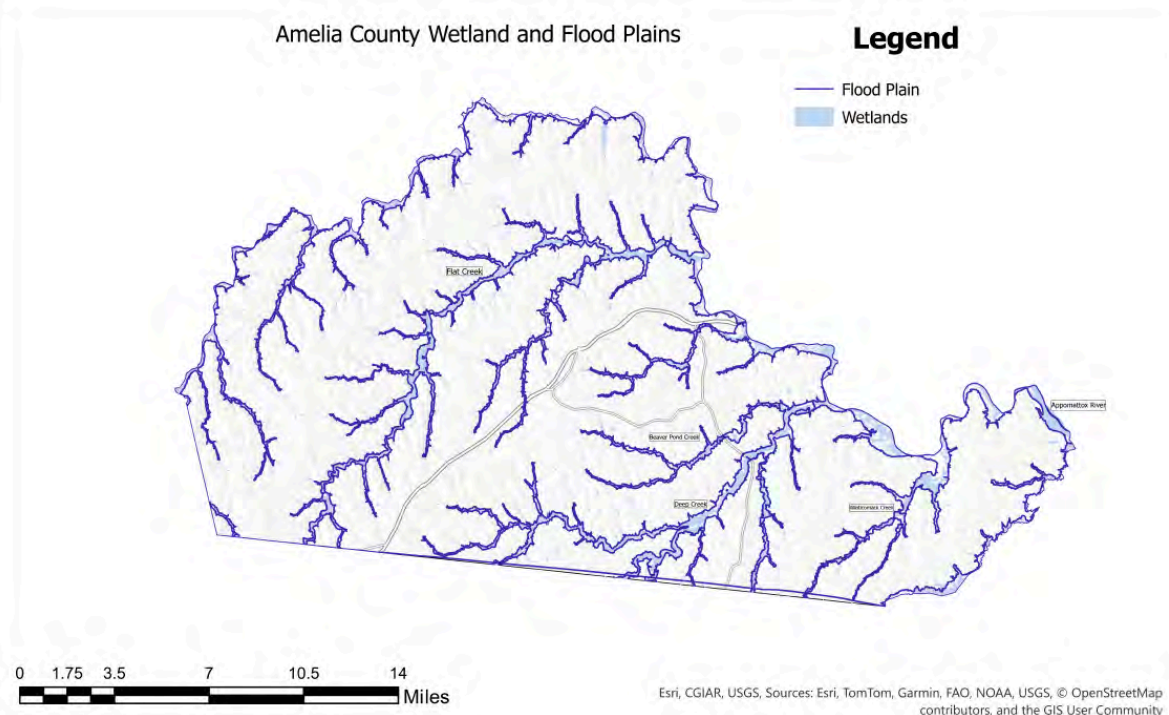 Amelia County Wetland and Flood Plains
Legend
Flood Plain
Wetlands
Flat Creek
Appomattox River
Beaver Pond Creek
Deep Creek
Creek
0 1.75 3.5 7 10.5 14
Miles
Esri, CGIAR, USGS, Sources: Esri, TomTom, Garmin, FAO, NOAA, USGS, © OpenStreetMap
contributors, and the GIS User Community